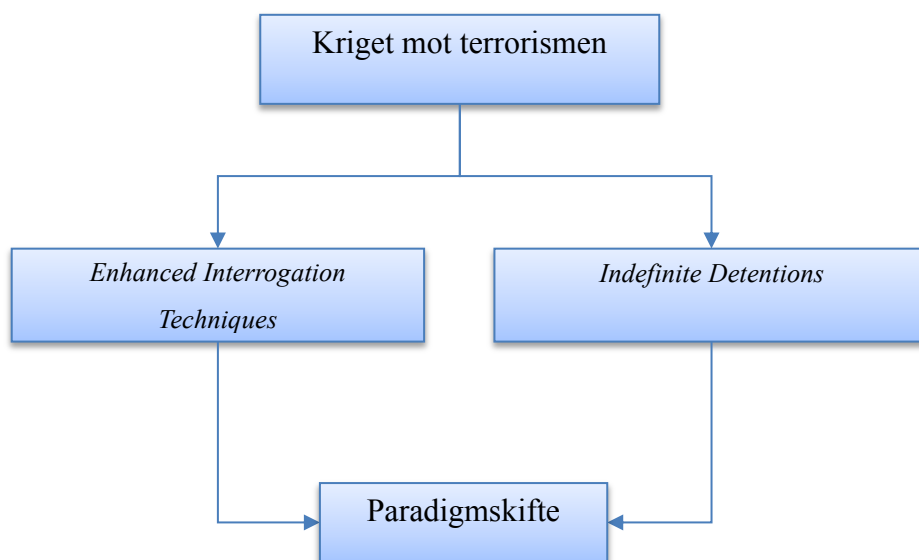 Kriget mot terrorismen
Enhanced Interrogation
Techniques
Indefinite Detentions
Paradigmskifte